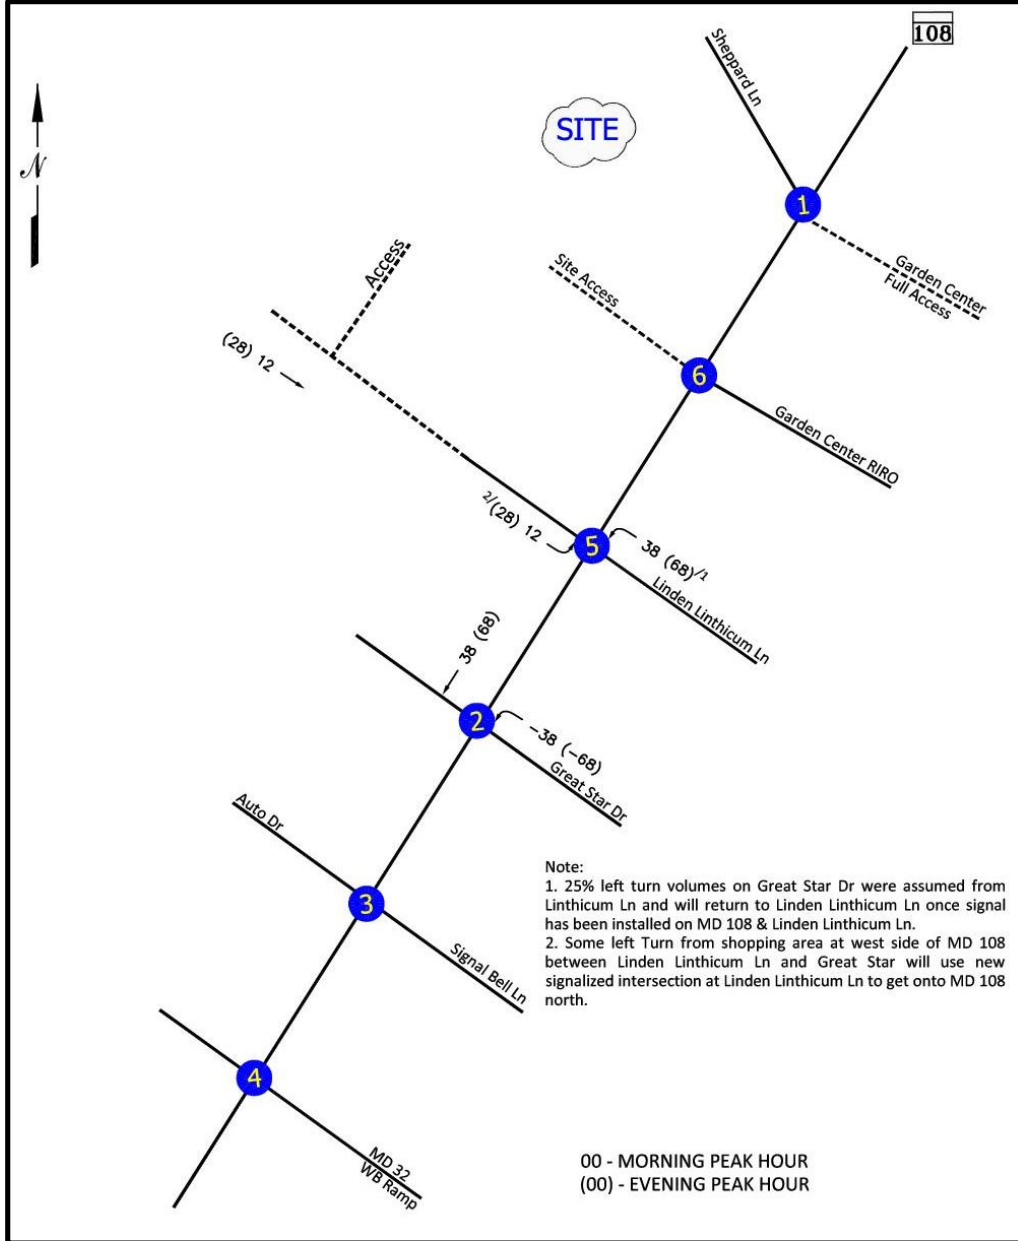 108
Sheppard Ln
SITE
N
1
Garden Center
Full Access
Access
Site Access
6
(28) 12
Garden Center RIRO
2/(28) 12
5
38 (68)/1
Linden Linthicum Ln
38 (68)
2
-38 (-68)
Great Star Dr
Auto Dr
3
Signal Bell Ln
Note:
1. 25% left turn volumes on Great Star Dr were assumed from
Linthicum Ln and will return to Linden Linthicum Ln once signal
has been installed on MD 108 & Linden Linthicum Ln.
2. Some left Turn from shopping area at west side of MD 108
between Linden Linthicum Ln and Great Star will use new
signalized intersection at Linden Linthicum Ln to get onto MD 108
north.
4
MD 32
WB Ramp
00 - MORNING PEAK HOUR
(00) - EVENING PEAK HOUR